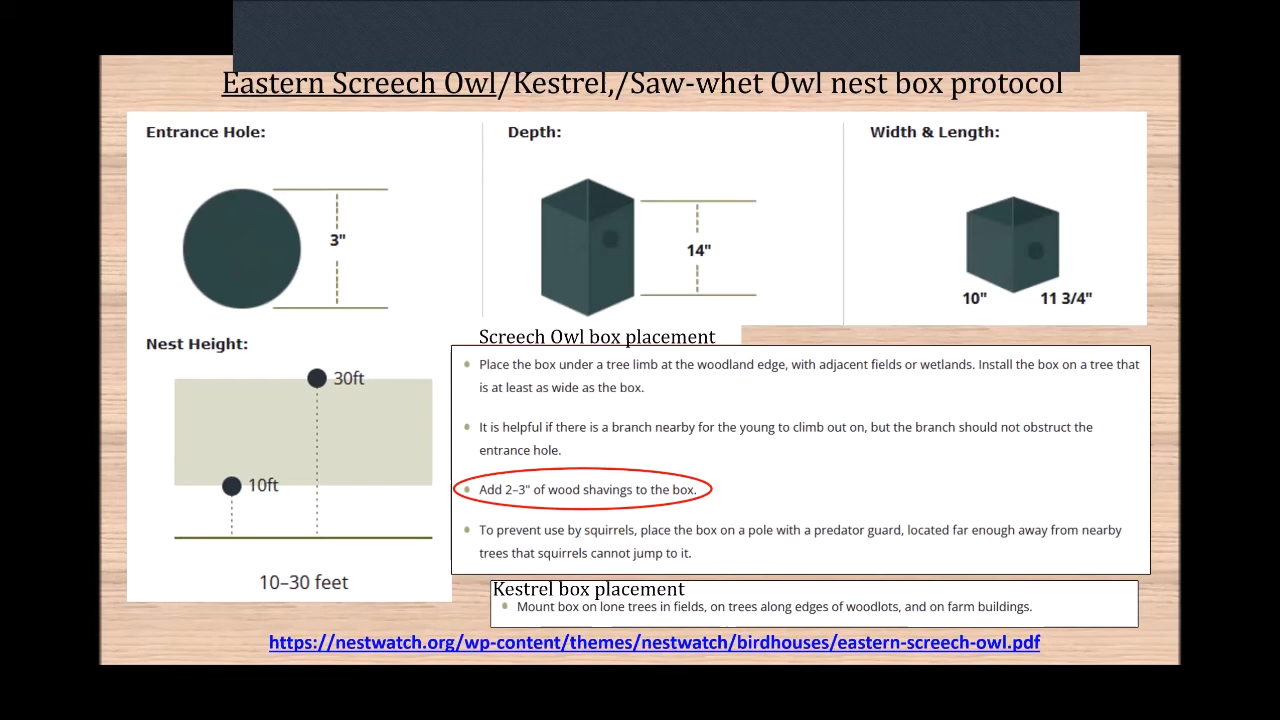 Eastern Screech Owl/Kestrel,/Saw-whet Owl nest box protocol
Entrance Hole:
3"
Depth:
14"
Width & Length:
10"
11 3/4"
Nest Height:
30ft
10ft
10–30 feet
Screech Owl box placement
Place the box under a tree limb at the woodland edge, with adjacent fields or wetlands. Install the box on a tree that
is at least as wide as the box.
It is helpful if there is a branch nearby for the young to climb out on, but the branch should not obstruct the
entrance hole.
Add 2–3" of wood shavings to the box.
To prevent use by squirrels, place the box on a pole with a predator guard, located far enough away from nearby
trees that squirrels cannot jump to it.
Kestrel box placement
Mount box on lone trees in fields, on trees along edges of woodlots, and on farm buildings.
https://nestwatch.org/wp-content/themes/nestwatch/birdhouses/eastern-screech-owl.pdf